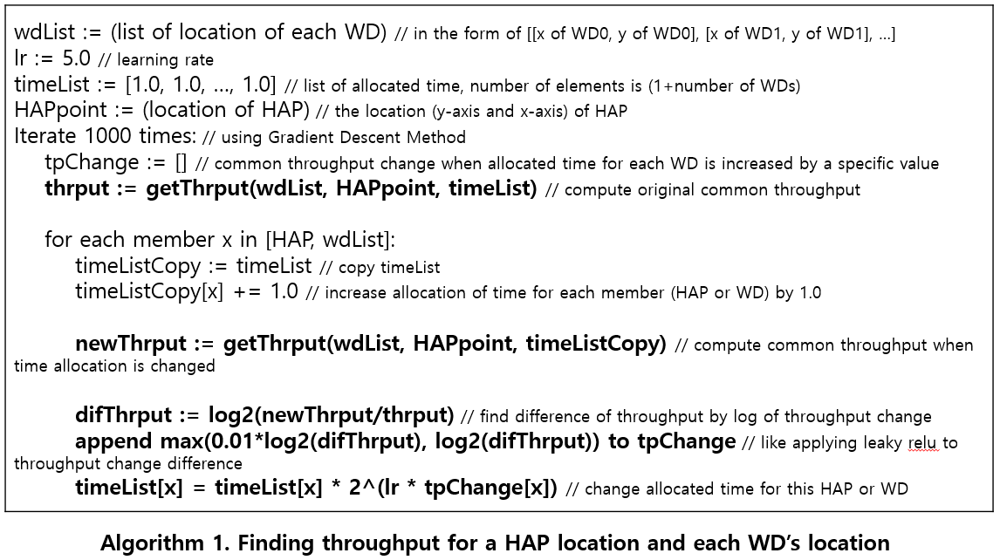 wdList := (list of location of each WD) // in the form of [[x of WD0, y of WD0], [x of WD1, y of WD1], …]
lr := 5.0 // learning rate
timeList := [1.0, 1.0, …, 1.0] // list of allocated time, number of elements is (1+number of WDs)
HAPpoint := (location of HAP) // the location (y-axis and x-axis) of HAP
Iterate 1000 times: // using Gradient Descent Method
tpChange := [] // common throughput change when allocated time for each WD is increased by a specific value
thrput := getThrput(wdList, HAPpoint, timeList) // compute original common throughput
for each member x in [HAP, wdList]:
timeListCopy := timeList // copy timeList
timeListCopy[x] += 1.0 // increase allocation of time for each member (HAP or WD) by 1.0
newThrput := getThrput(wdList, HAPpoint, timeListCopy) // compute common throughput when
time allocation is changed
difThrput := log2(newThrput/thrput) // find difference of throughput by log of throughput change
append max(0.01*log2(difThrput), log2(difThrput)) to tpChange // like applying leaky relu to
throughput change difference
timeList[x] = timeList[x] * 2^(lr * tpChange[x]) // change allocated time for this HAP or WD
Algorithm 1. Finding throughput for a HAP location and each WD's location